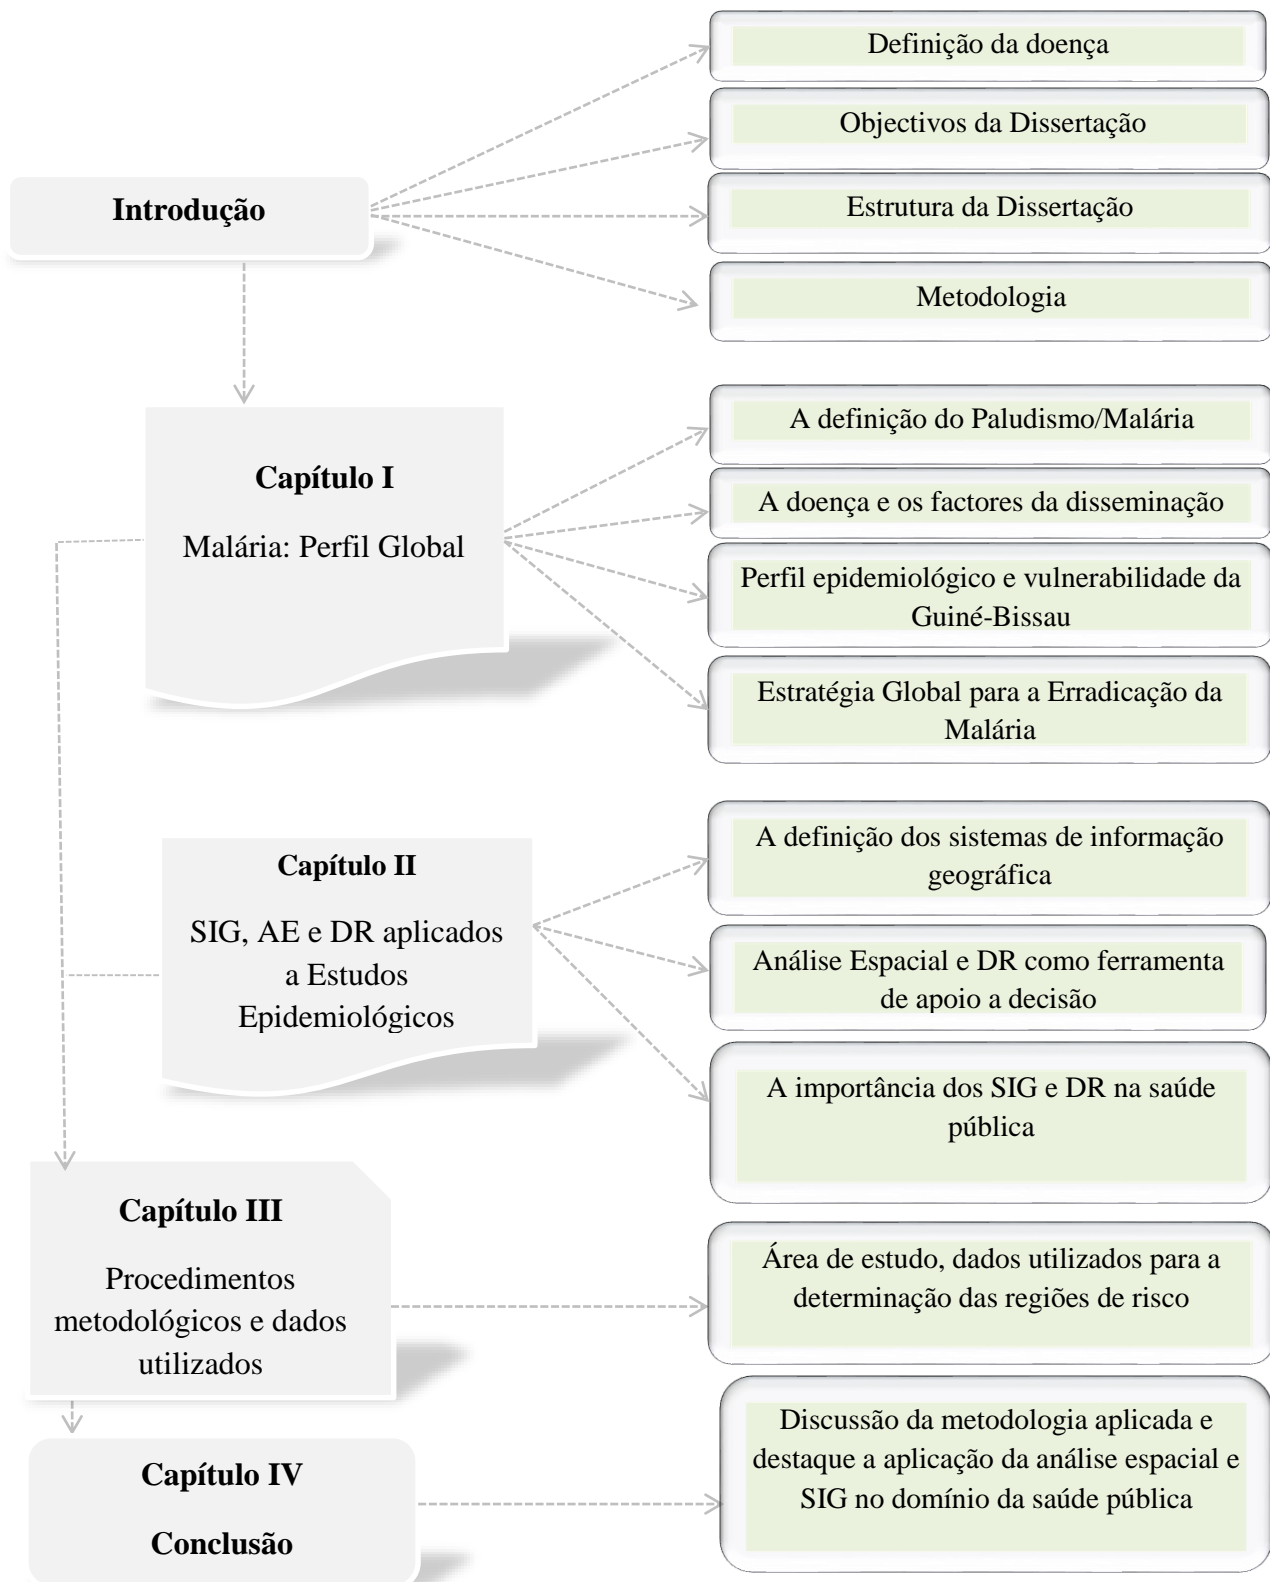 Introdução
Definição da doença
Objectivos da Dissertação
Estrutura da Dissertação
Metodologia
Capítulo I
Malária: Perfil Global
A definição do Paludismo/Malária
A doença e os factores da disseminação
Perfil epidemiológico e vulnerabilidade da
Guiné-Bissau
Estratégia Global para a Erradicação da
Malária
Capítulo II
SIG, AE e DR aplicados
a Estudos
Epidemiológicos
A definição dos sistemas de informação
geográfica
Análise Espacial e DR como ferramenta
de apoio a decisão
A importância dos SIG e DR na saúde
pública
Capítulo III
Procedimentos
metodológicos e dados
utilizados
Área de estudo, dados utilizados para a
determinação das regiões de risco
Capítulo IV
Conclusão
Discussão da metodologia aplicada e
destaque a aplicação da análise espacial e
SIG no domínio da saúde pública